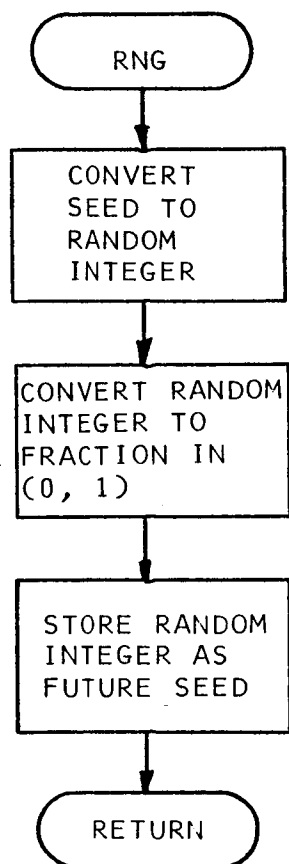 RNG
CONVERT
SEED TO
RANDOM
INTEGER
CONVERT RANDOM
INTEGER TO
FRACTION IN
(0, 1)
STORE RANDOM
INTEGER AS
FUTURE SEED
RETURN